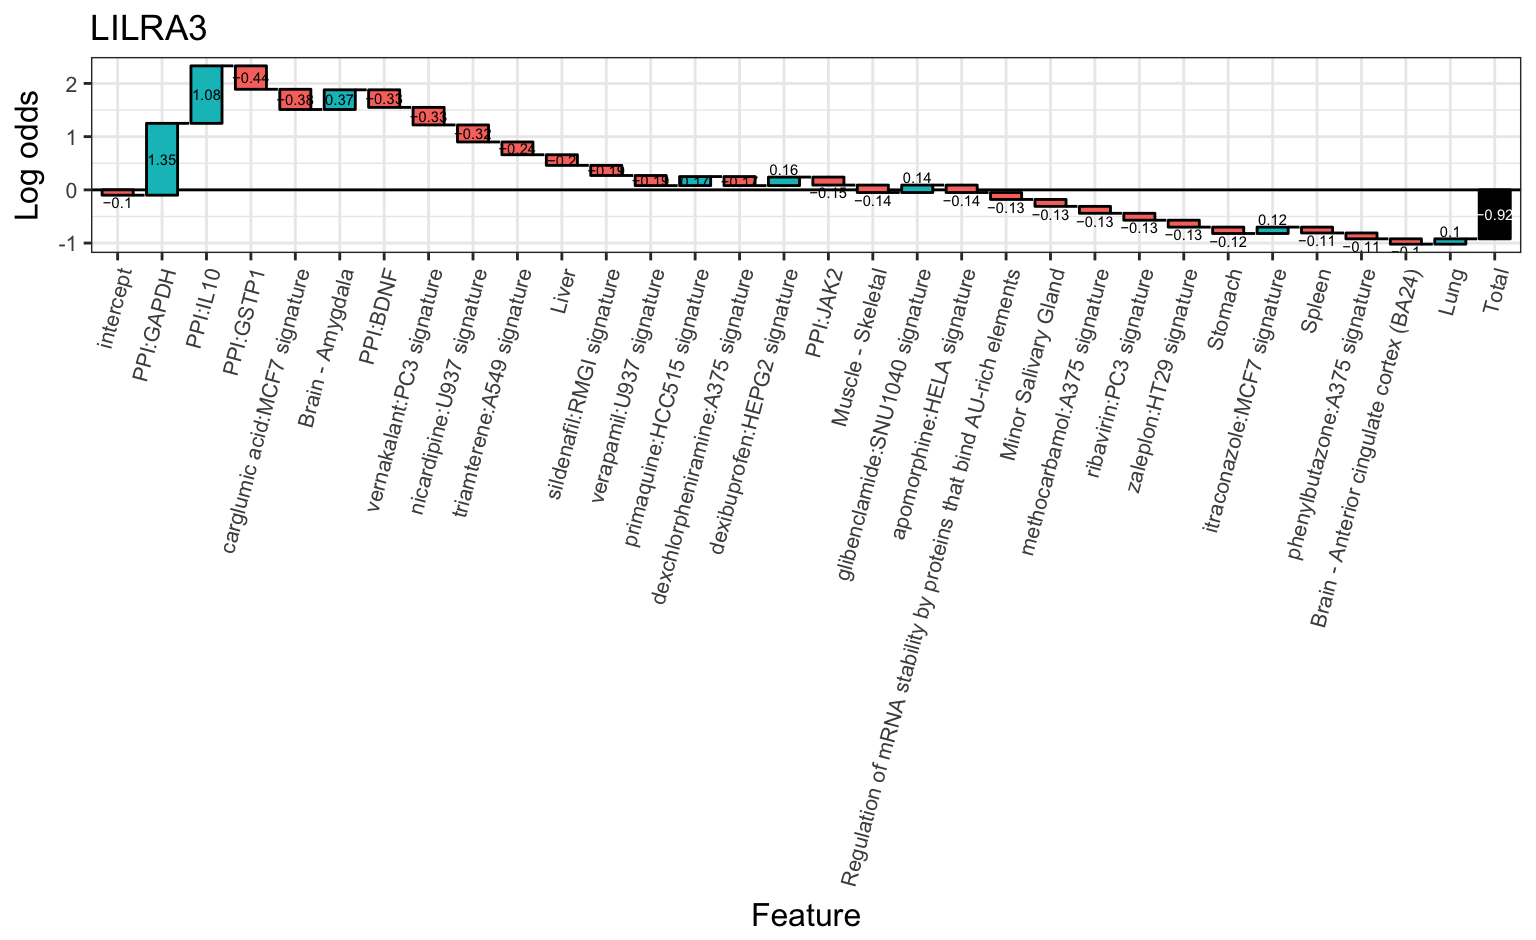 LILRA3
Log odds
2
1
0
-1
−0.1
1.35
1.08
−0.44
−0.38
0.37
−0.33
−0.33
−0.32
−0.24
−0.2
−0.19
−0.19
0.17
−0.17
0.16
−0.15
−0.14
0.14
−0.14
−0.13
−0.13
−0.13
−0.13
−0.13
−0.12
0.12
−0.11
−0.11
−0.1
0.1
−0.92
intercept
PPI:GAPDH
PPI:IL10
PPI:GSTP1
carglumic acid:MCF7 signature
Brain - Amygdala
PPI:BDNF
vernakalant:PC3 signature
nicardipine:U937 signature
triamterene:A549 signature
Liver
sildenafil:RMGI signature
verapamil:U937 signature
primaquine:HCC515 signature
dexchlorpheniramine:A375 signature
dexibuprofen:HEPG2 signature
PPI:JAK2
Muscle - Skeletal
glibenclamide:SNU1040 signature
apomorphine:HELA signature
Regulation of mRNA stability by proteins that bind AU-rich elements
Minor Salivary Gland
methocarbamol:A375 signature
ribavirin:PC3 signature
zaleplon:HT29 signature
Stomach
itraconazole:MCF7 signature
Spleen
phenylbutazone:A375 signature
Brain - Anterior cingulate cortex (BA24)
Lung
Total
Feature